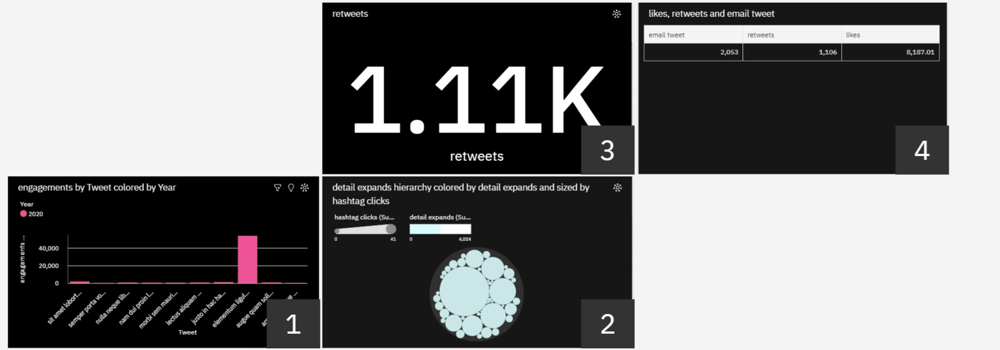 retweets
1.11K
retweets
3
likes, retweets and email tweet
email tweet retweets likes
2,053 1,106 8,187.01
4
engagements by Tweet colored by Year
Year
2020
engagements ...
40,000
20,000
0
sit amet lobort...
semper porta vo...
nulla neque lib...
nam dui proin l...
morbi sem mauri...
lectus aliquam ...
justo in hac ha...
elementum ligul...
augue quam soll...
Tweet
1
detail expands hierarchy colored by detail expands and sized by
hashtag clicks
hashtag clicks (Su... detail expands (Su...
0 41 0 4,024
2